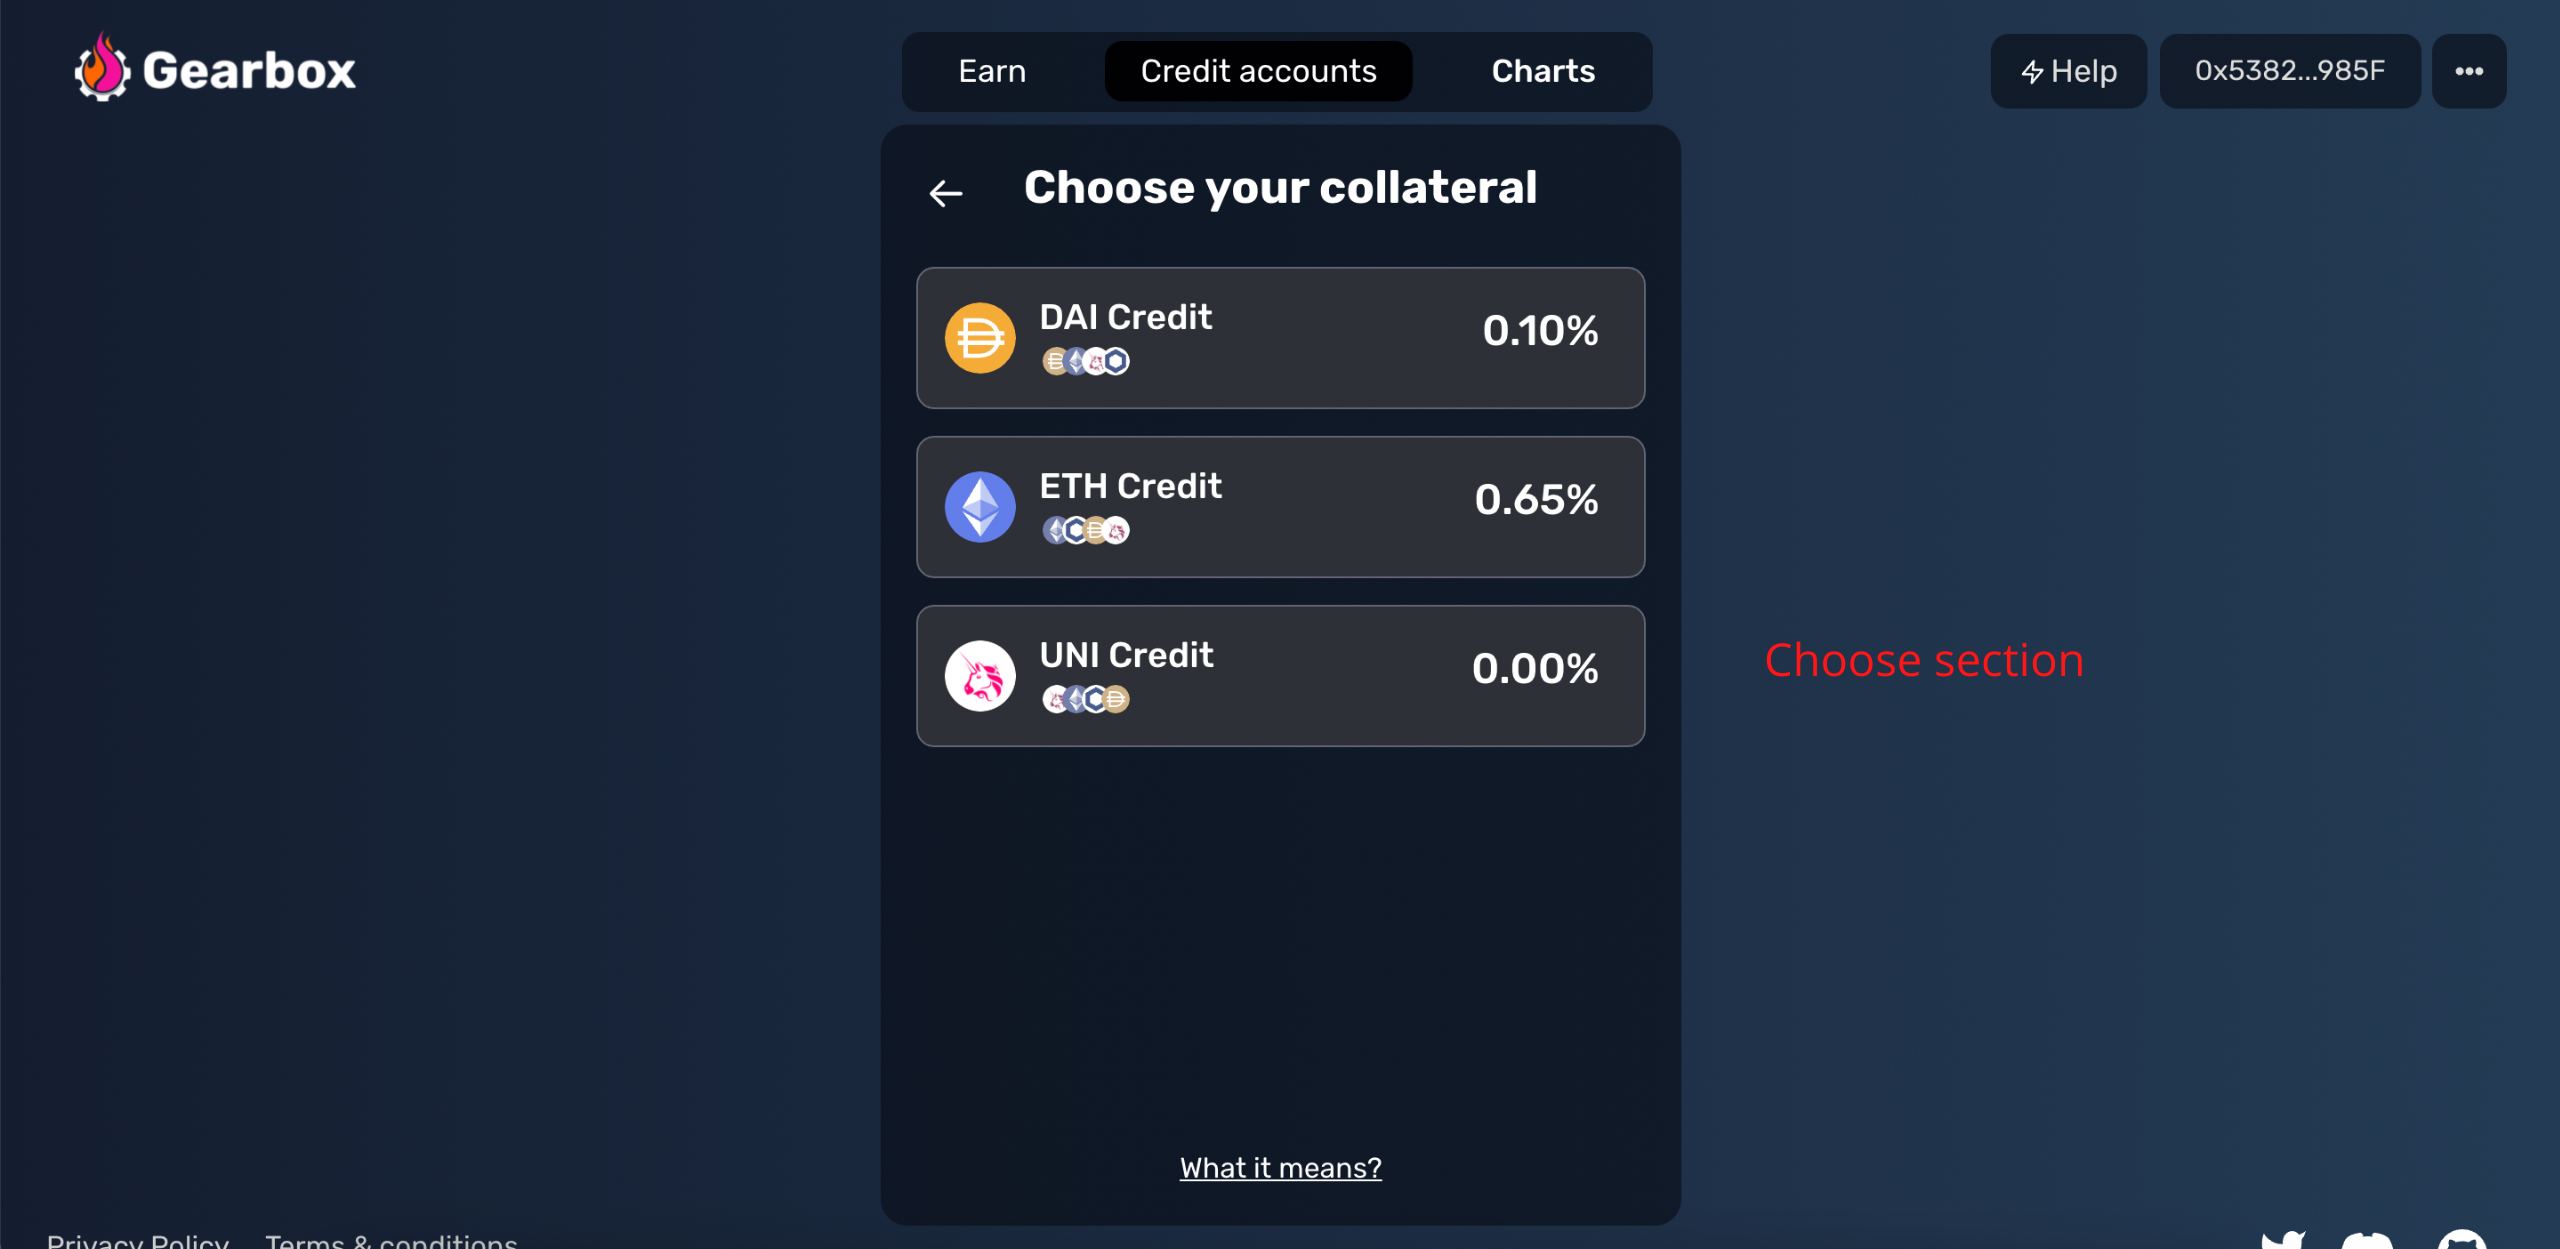 Gearbox
Earn
Credit accounts
Charts
Help
0x5382...985F
Choose your collateral
DAI Credit
0.10%
ETH Credit
0.65%
UNI Credit
0.00%
Choose section
What it means?
Privacy Policy
Terms & conditions